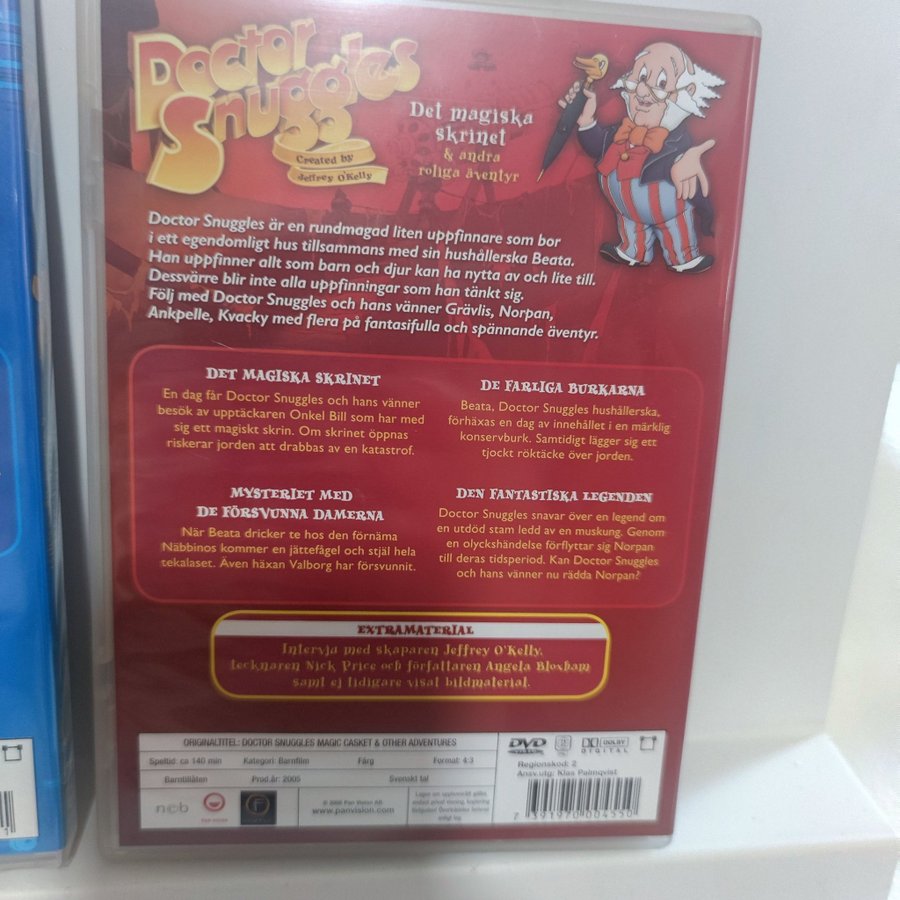 Doctor
Snuggles
Created by
Jeffrey O'Kelly
Det magiska
skrinet
& andra
roliga äventyr
Doctor Snuggles är en rundmagad liten uppfinnare som bor
i ett egendomligt hus tillsammans med sin hushållerska Beata.
Han uppfinner allt som barn och djur kan ha nytta av och lite till.
Dessvärre blir inte alla uppfinningar som han tänkt sig.
Följ med Doctor Snuggles och hans vänner Grävlis, Norpan,
Ankpelle, Kvacky med flera på fantasifulla och spännande äventyr.
DET MAGISKA SKRINET
En dag får Doctor Snuggles och hans vänner
besök av upptäckaren Onkel Bill som har med
sig ett magiskt skrin. Om skrinet öppnas
riskerar jorden att drabbas av en katastrof.
DE FARLIGA BURKARNA
Beata, Doctor Snuggles hushållerska,
förhäxas en dag av innehållet i en märklig
konservburk. Samtidigt lägger sig ett
tjockt röktäcke över jorden.
MYSTERIET MED
DE FÖRSVUNNA DAMERNA
När Beata dricker te hos den förnäma
Näbbinos kommer en jättefågel och stjäl hela
tekalaset. Även häxan Valborg har försvunnit.
DEN FANTASTISKA LEGENDEN
Doctor Snuggles snavar över en legend om
en utdöd stam ledd av en muskung. Genom
en olyckshändelse förflyttar sig Norpan
till deras tidsperiod. Kan Doctor Snuggles
och hans vänner nu rädda Norpan?
EXTRAMATERIAL
Intervju med skaparen Jeffrey O'Kelly,
tecknaren Nick Price och författaren Angela Bloxham
samt ej tidigare visat bildmaterial.
ORIGINALTITEL: DOCTOR SNUGGLES MAGIC CASKET & OTHER ADVENTURES
Speltid: ca 140 min Kategori: Barnfilm Färg Format: 4:3
Barntillåten Prod.år: 2005 Svenskt tal
ncb
Pan Vision AB
www.panvision.com
DVD
VIDEO
DOLBY
DIGITAL
Regionskod: 2
Ansv.utg: Klas Palmqvist
7 391970 004550